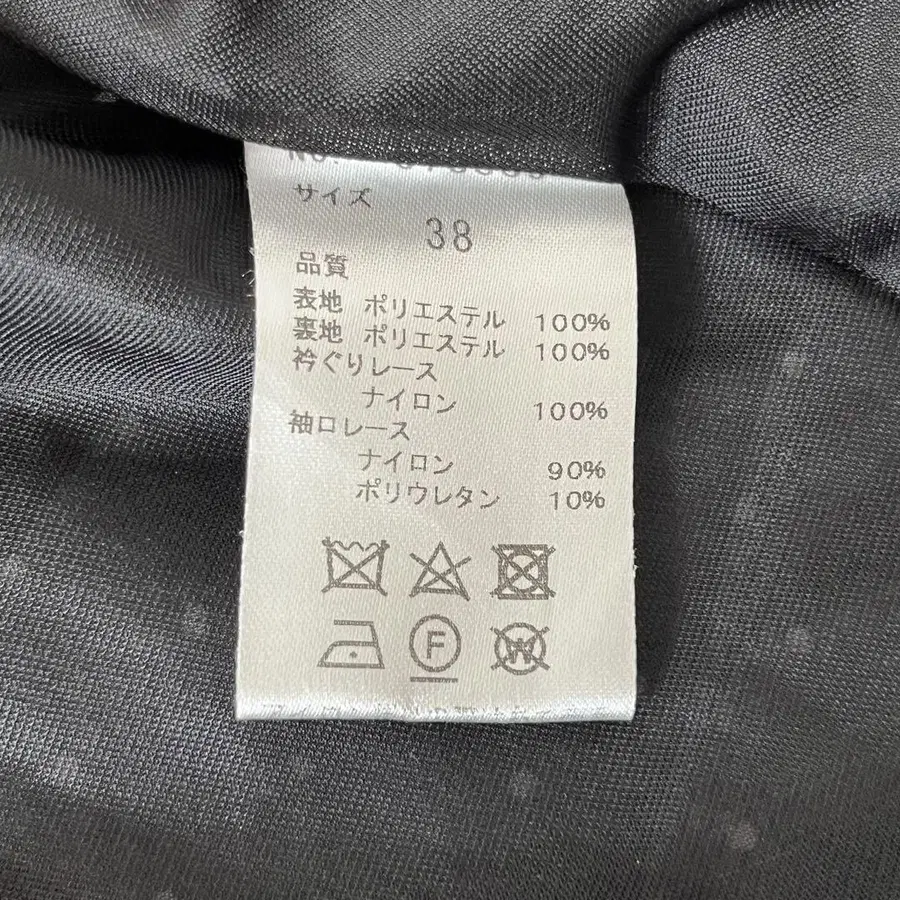 サイズ
38
品質
表地 ポリエステル 100%
裏地 ポリエステル 100%
衿ぐりレース
ナイロン 100%
袖口レース
ナイロン 90%
ポリウレタン 10%
F W